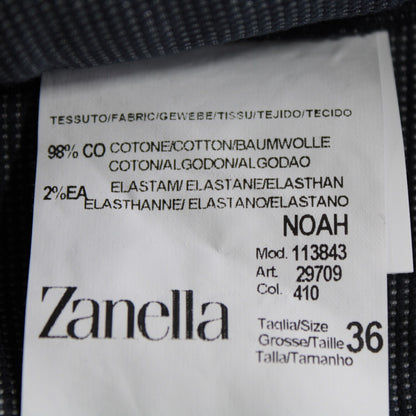 TESSUTO/FABRIC/GEWEBE/TISSU/TEJIDO/TECIDO
98% CO COTONE/COTTON/BAUMWOLLE
COTON/ALGODON/ALGODAO
2%EA ELASTAM/ ELASTANE/ELASTHAN
ELASTHANNE/ ELASTANO/ELASTANO
NOAH
Mod. 113843
Art. 29709
Col. 410
Zanella
Taglia/Size
Grosse/Taille 36
Talla/Tamanho